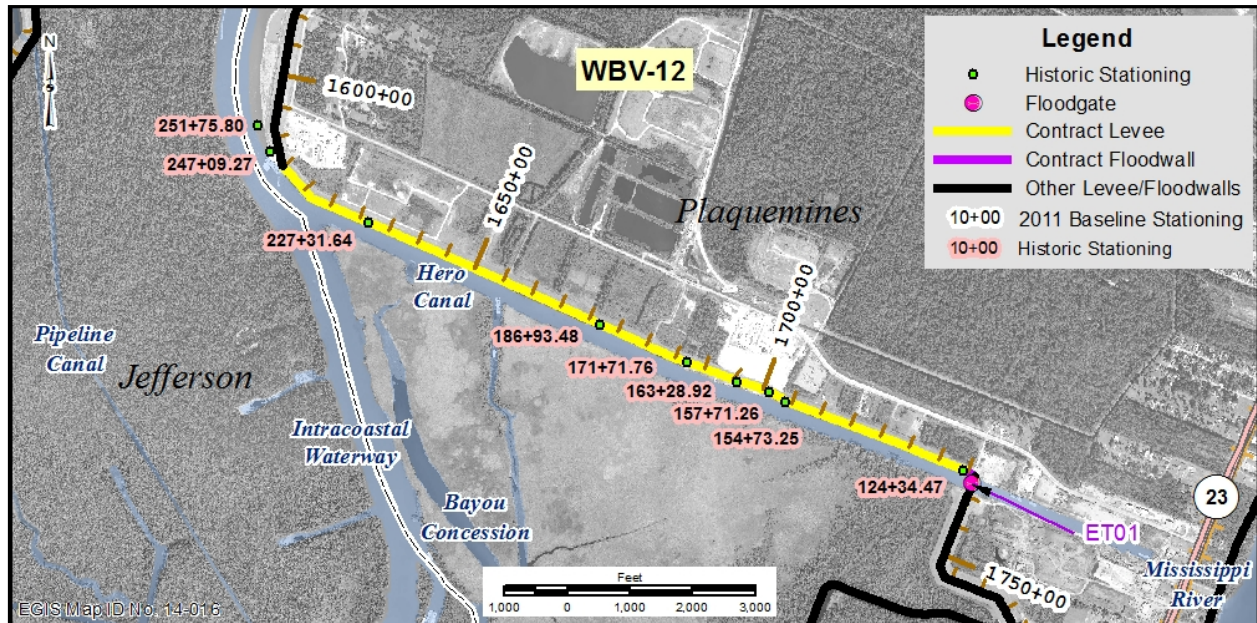 WBV-12
N
Legend
Historic Stationing
Floodgate
Contract Levee
Contract Floodwall
Other Levee/Floodwalls
10+00 2011 Baseline Stationing
10+00 Historic Stationing
1600+00
251+75.80
247+09.27
227+31.64
1650+00
Plaquemines
Hero
Canal
186+93.48
1700+00
171+71.76
163+28.92
157+71.26
154+73.25
Pipeline
Canal
Jefferson
Intracoastal
Waterway
Bayou
Concession
124+34.47
ET01
23
1750+00
Mississippi
River
Feet
1,000 0 1,000 2,000 3,000
EGIS Map ID No. 14-016